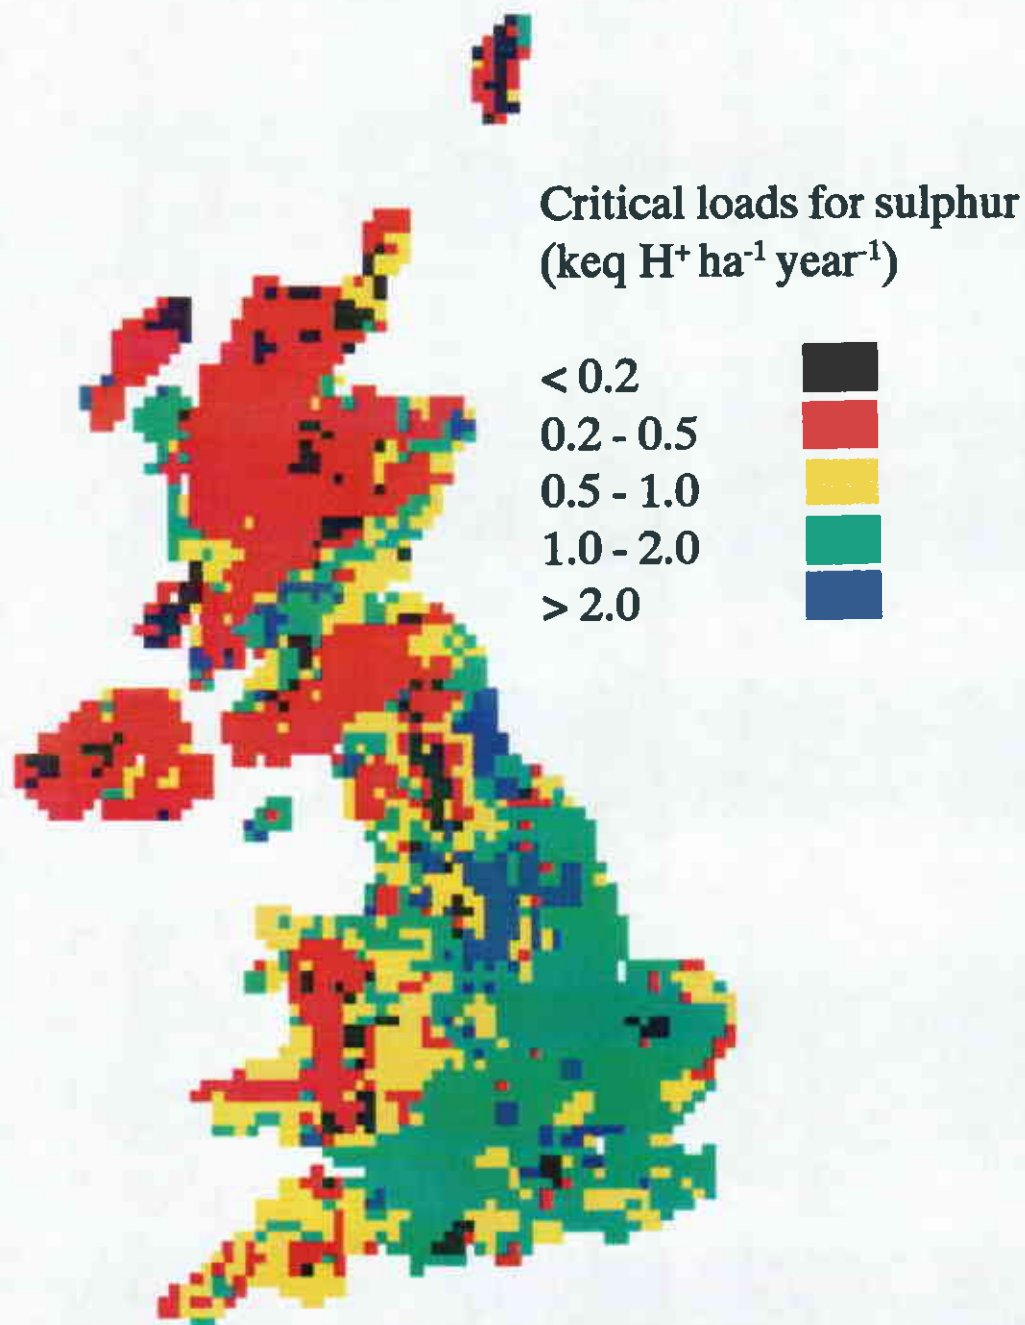 Critical loads for sulphur
(keq H⁺ ha⁻¹ year⁻¹)
< 0.2
0.2 - 0.5
0.5 - 1.0
1.0 - 2.0
> 2.0